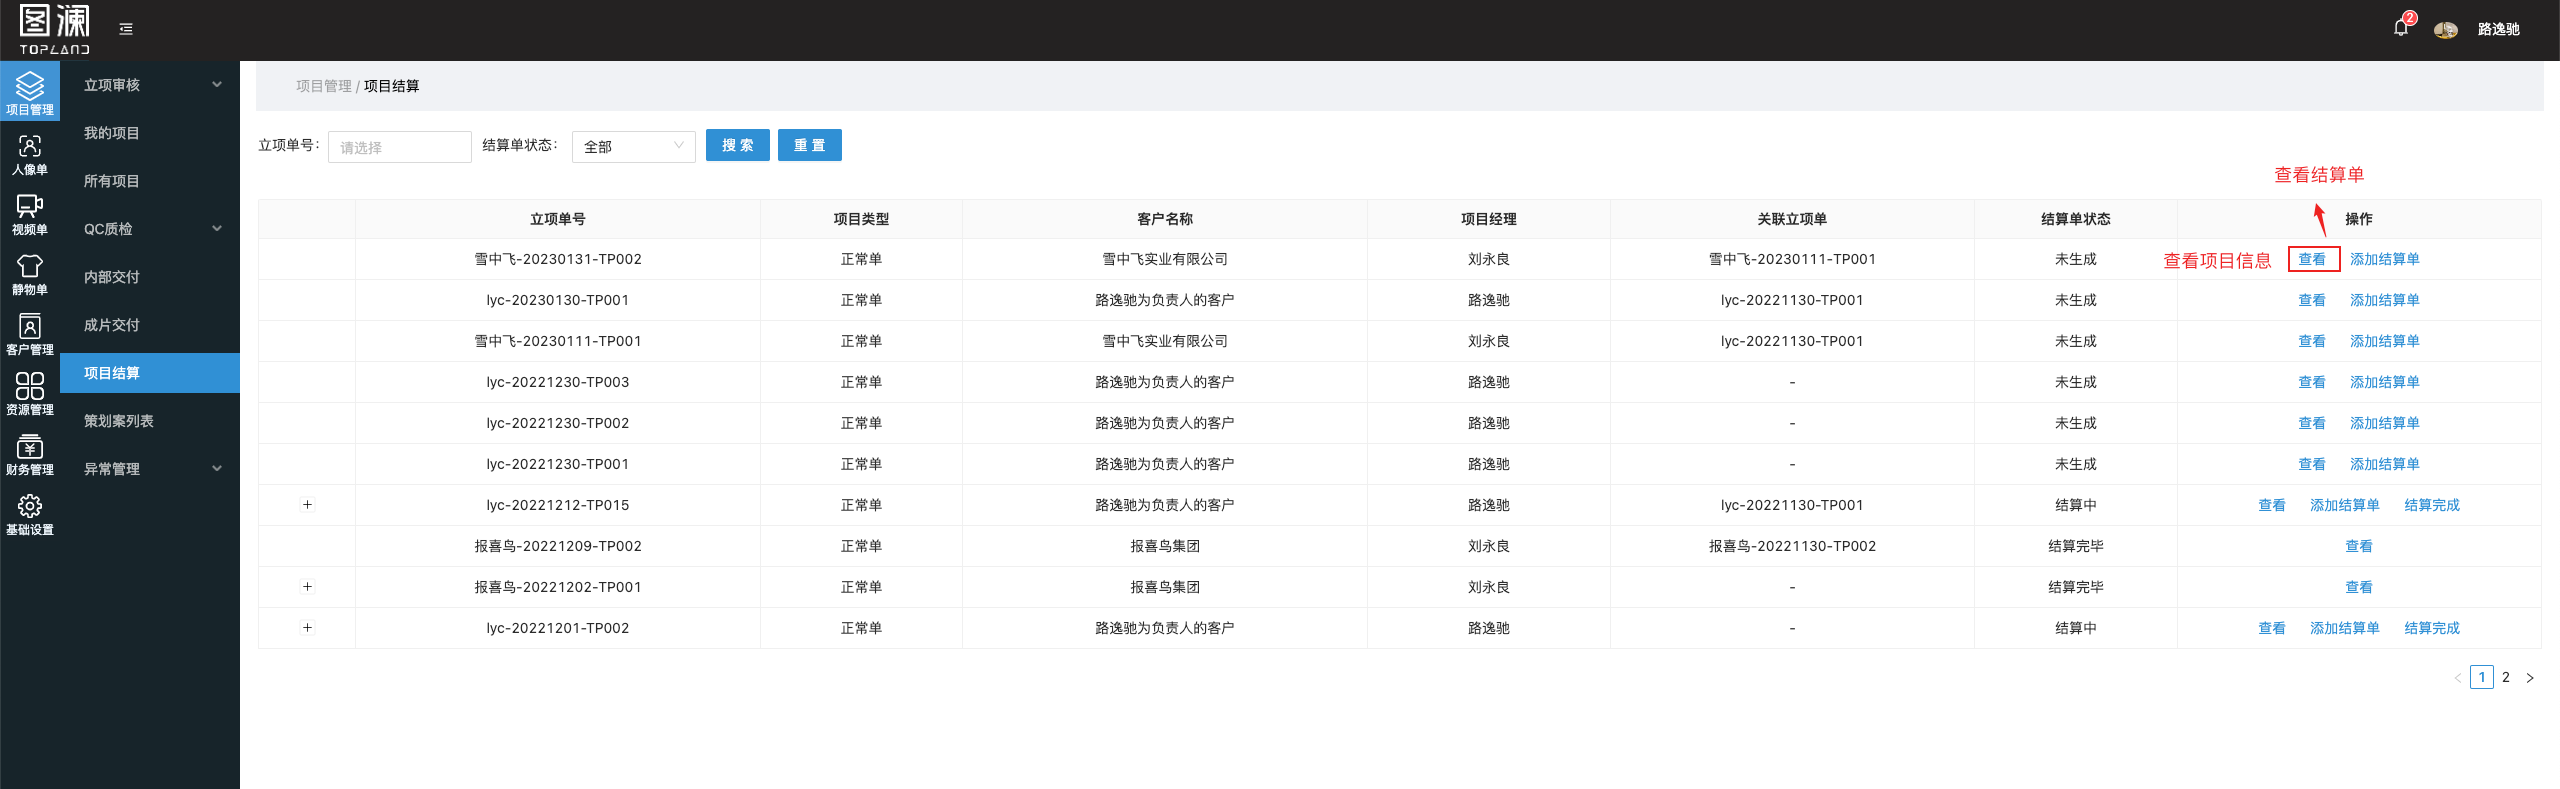 图澜
TOPLAND
2
路逸驰
项目管理
人像单
视频单
静物单
客户管理
资源管理
财务管理
基础设置
立项审核
我的项目
所有项目
QC质检
内部交付
成片交付
项目结算
策划案列表
异常管理
项目管理 / 项目结算
立项单号: 请选择 结算单状态: 全部 搜 索 重 置
查看结算单
立项单号 项目类型 客户名称 项目经理 关联立项单 结算单状态 操作
雪中飞-20230131-TP002 正常单 雪中飞实业有限公司 刘永良 雪中飞-20230111-TP001 未生成 查看项目信息 查看 添加结算单
lyc-20230130-TP001 正常单 路逸驰为负责人的客户 路逸驰 lyc-20221130-TP001 未生成 查看 添加结算单
雪中飞-20230111-TP001 正常单 雪中飞实业有限公司 刘永良 lyc-20221130-TP001 未生成 查看 添加结算单
lyc-20221230-TP003 正常单 路逸驰为负责人的客户 路逸驰 - 未生成 查看 添加结算单
lyc-20221230-TP002 正常单 路逸驰为负责人的客户 路逸驰 - 未生成 查看 添加结算单
lyc-20221230-TP001 正常单 路逸驰为负责人的客户 路逸驰 - 未生成 查看 添加结算单
+ lyc-20221212-TP015 正常单 路逸驰为负责人的客户 路逸驰 lyc-20221130-TP001 结算中 查看 添加结算单 结算完成
报喜鸟-20221209-TP002 正常单 报喜鸟集团 刘永良 报喜鸟-20221130-TP002 结算完毕 查看
+ 报喜鸟-20221202-TP001 正常单 报喜鸟集团 刘永良 - 结算完毕 查看
+ lyc-20221201-TP002 正常单 路逸驰为负责人的客户 路逸驰 - 结算中 查看 添加结算单 结算完成
< 1 2 >